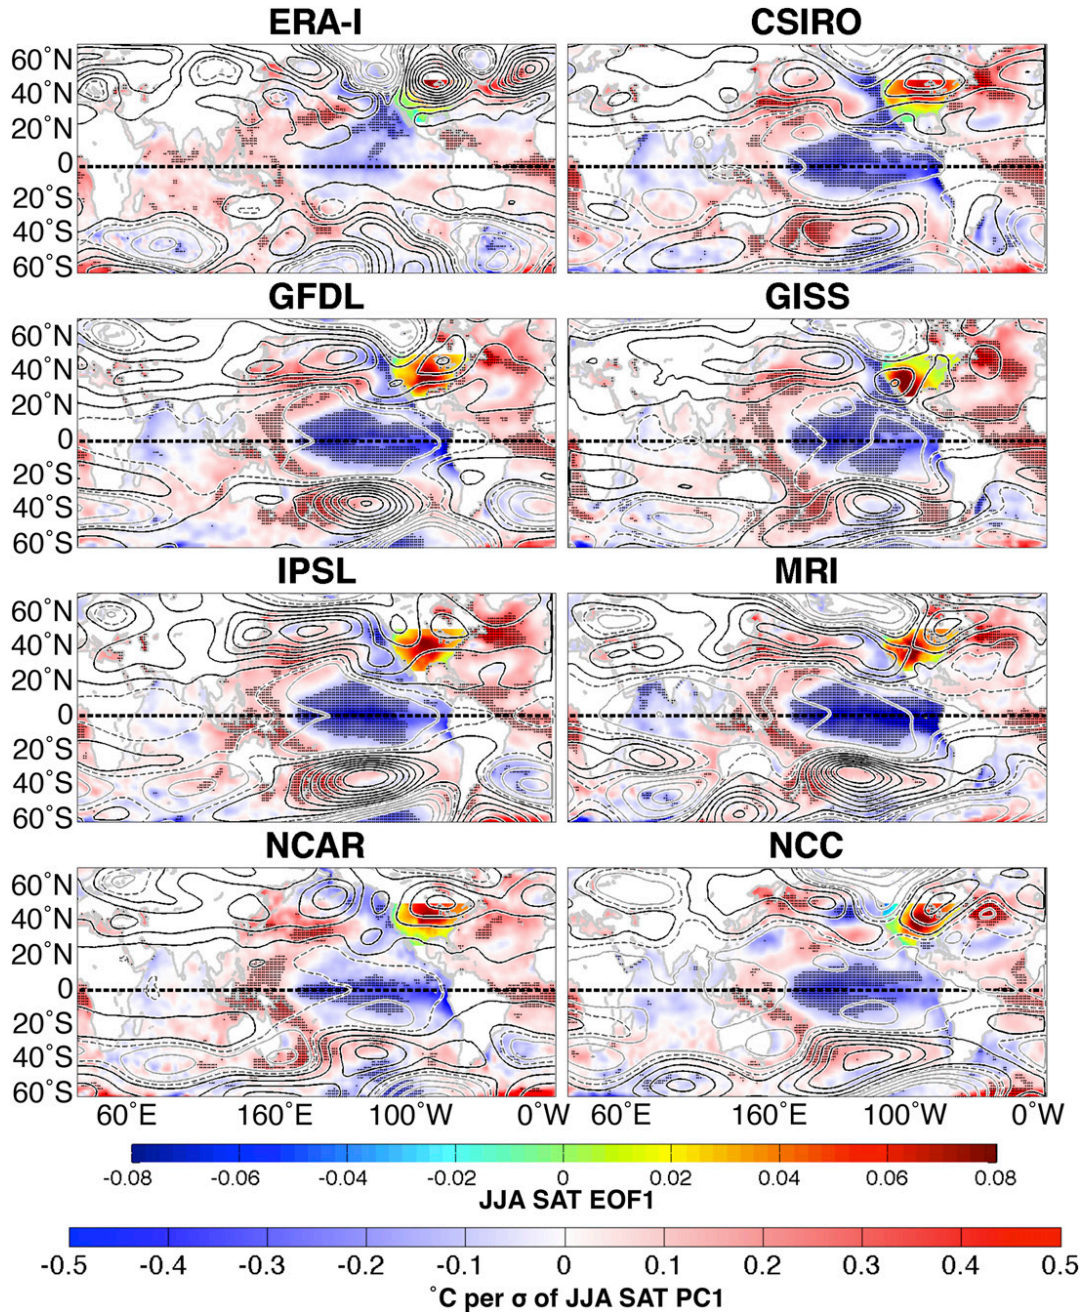 ERA-I CSIRO
60°N
40°N
20°N
0
20°S
40°S
60°S
GFDL GISS
60°N
40°N
20°N
0
20°S
40°S
60°S
IPSL MRI
60°N
40°N
20°N
0
20°S
40°S
60°S
NCAR NCC
60°N
40°N
20°N
0
20°S
40°S
60°S
60 E 160 E 100°W 0°W 60 E 160 E 100°W 0°W
-0.08 -0.06 -0.04 -0.02 0 0.02 0.04 0.06 0.08
JJA SAT EOF1
-0.5 -0.4 -0.3 -0.2 -0.1 0 0.1 0.2 0.3 0.4 0.5
°C per σ of JJA SAT PC1